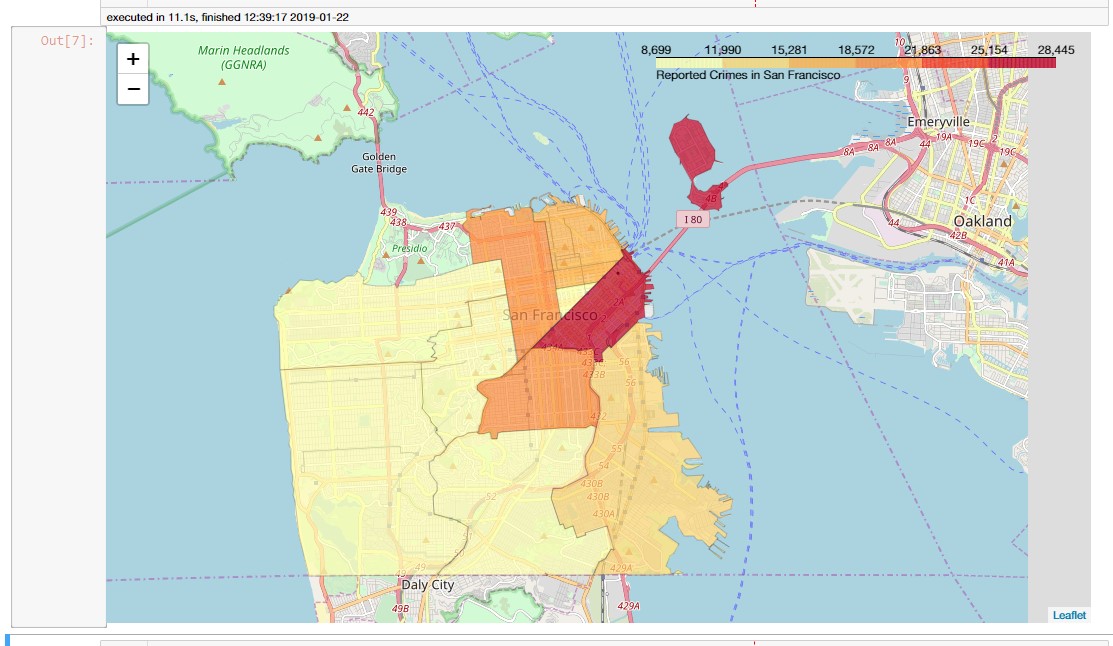 executed in 11.1s, finished 12:39:17 2019-01-22
Out[7]:
+
−
Marin Headlands
(GGNRA)
8,699 11,990 15,281 18,572 21,863 25,154 28,445
Reported Crimes in San Francisco
10
9
442
Emeryville
19A
19C
2
8A 8A 8A
44
19C
Golden
Gate Bridge
4B
1C
439
438
437
I 80
44
Oakland
42B
Presidio
41A
2A
San Francisco
56
433B
56
55
54
430B
430B
52
430A
50
49
49
429A
Daly City
49B
429A
Leaflet